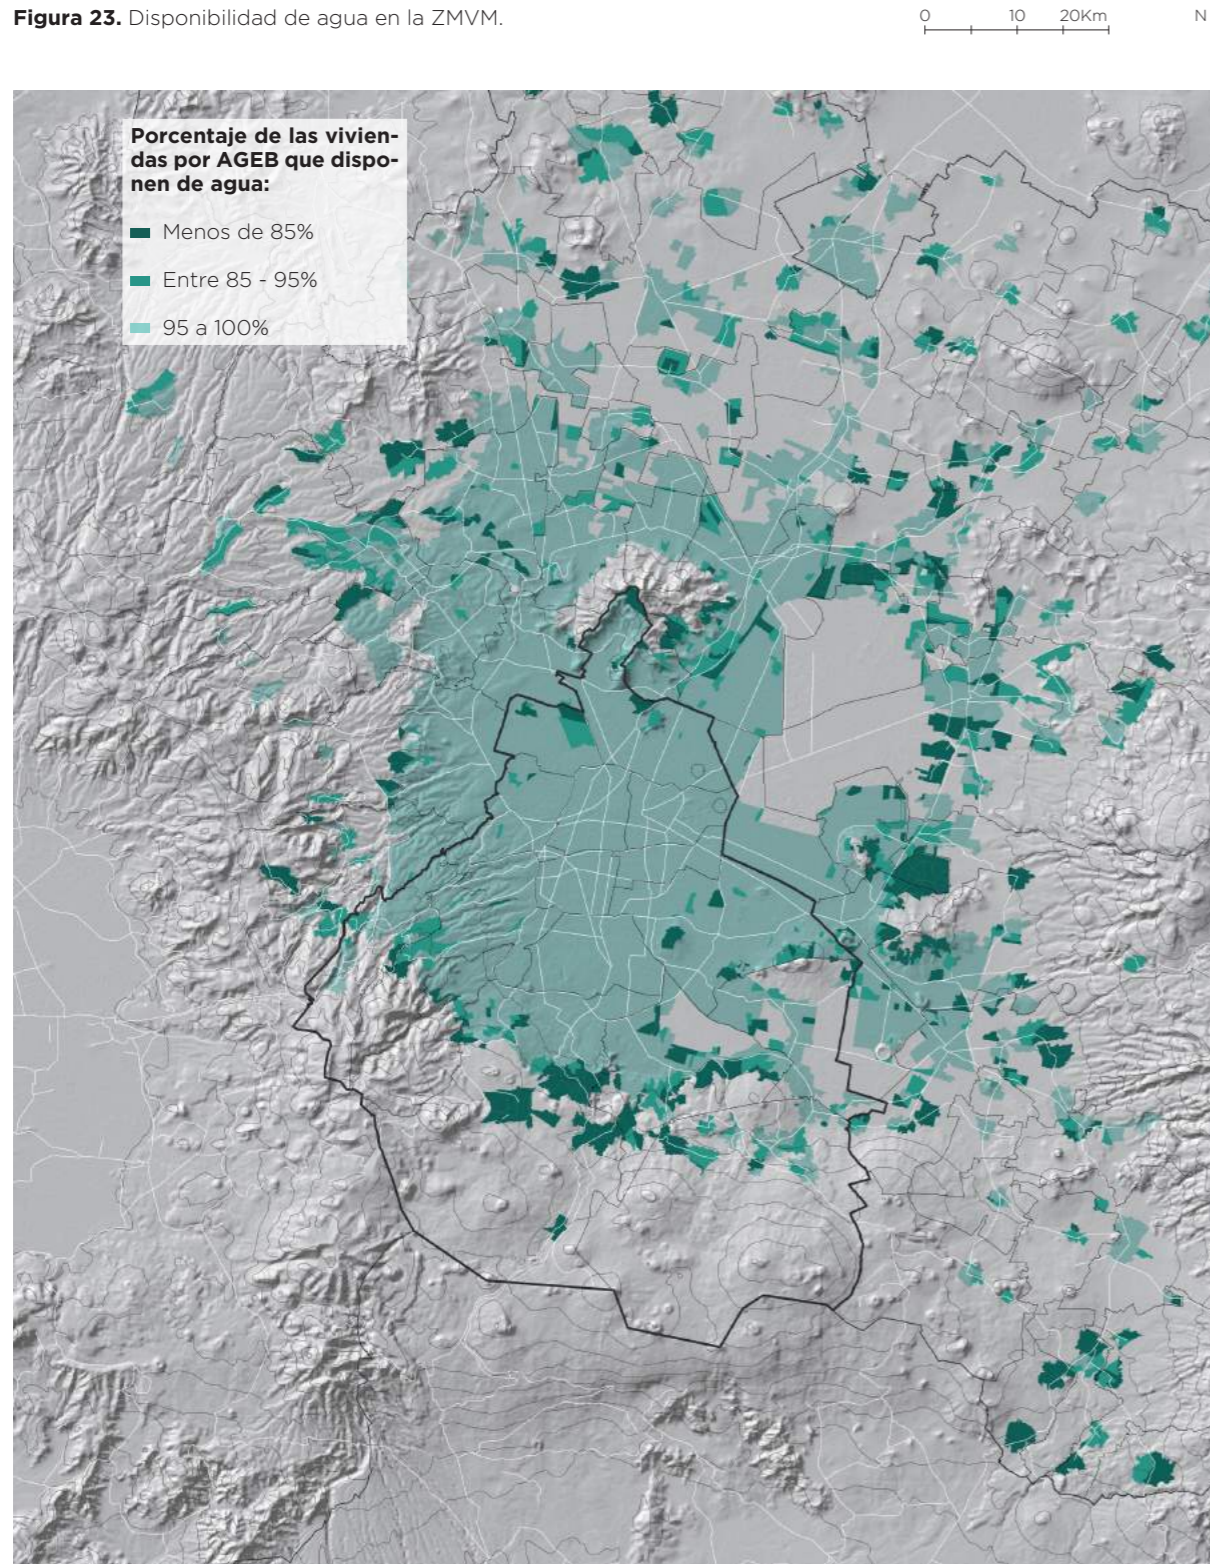 Figura 23. Disponibilidad de agua en la ZMVM.
0 10 20Km N
Porcentaje de las vivien-
das por AGEB que dispo-
nen de agua:
Menos de 85%
Entre 85 - 95%
95 a 100%